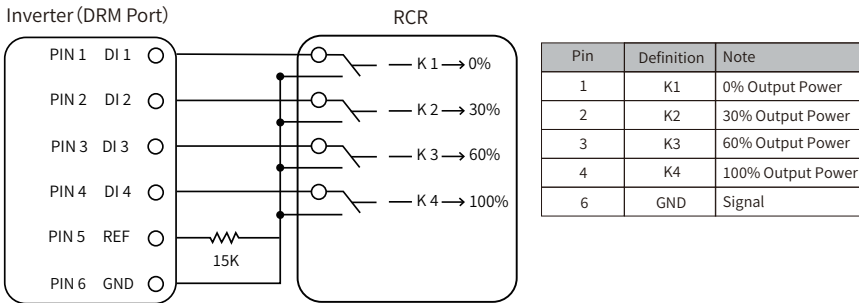 Inverter (DRM Port)
RCR
PIN 1 DI 1
K 1 → 0%
PIN 2 DI 2
K 2 → 30%
PIN 3 DI 3
K 3 → 60%
PIN 4 DI 4
K 4 → 100%
PIN 5 REF
15K
PIN 6 GND
Pin Definition Note
1 K1 0% Output Power
2 K2 30% Output Power
3 K3 60% Output Power
4 K4 100% Output Power
6 GND Signal